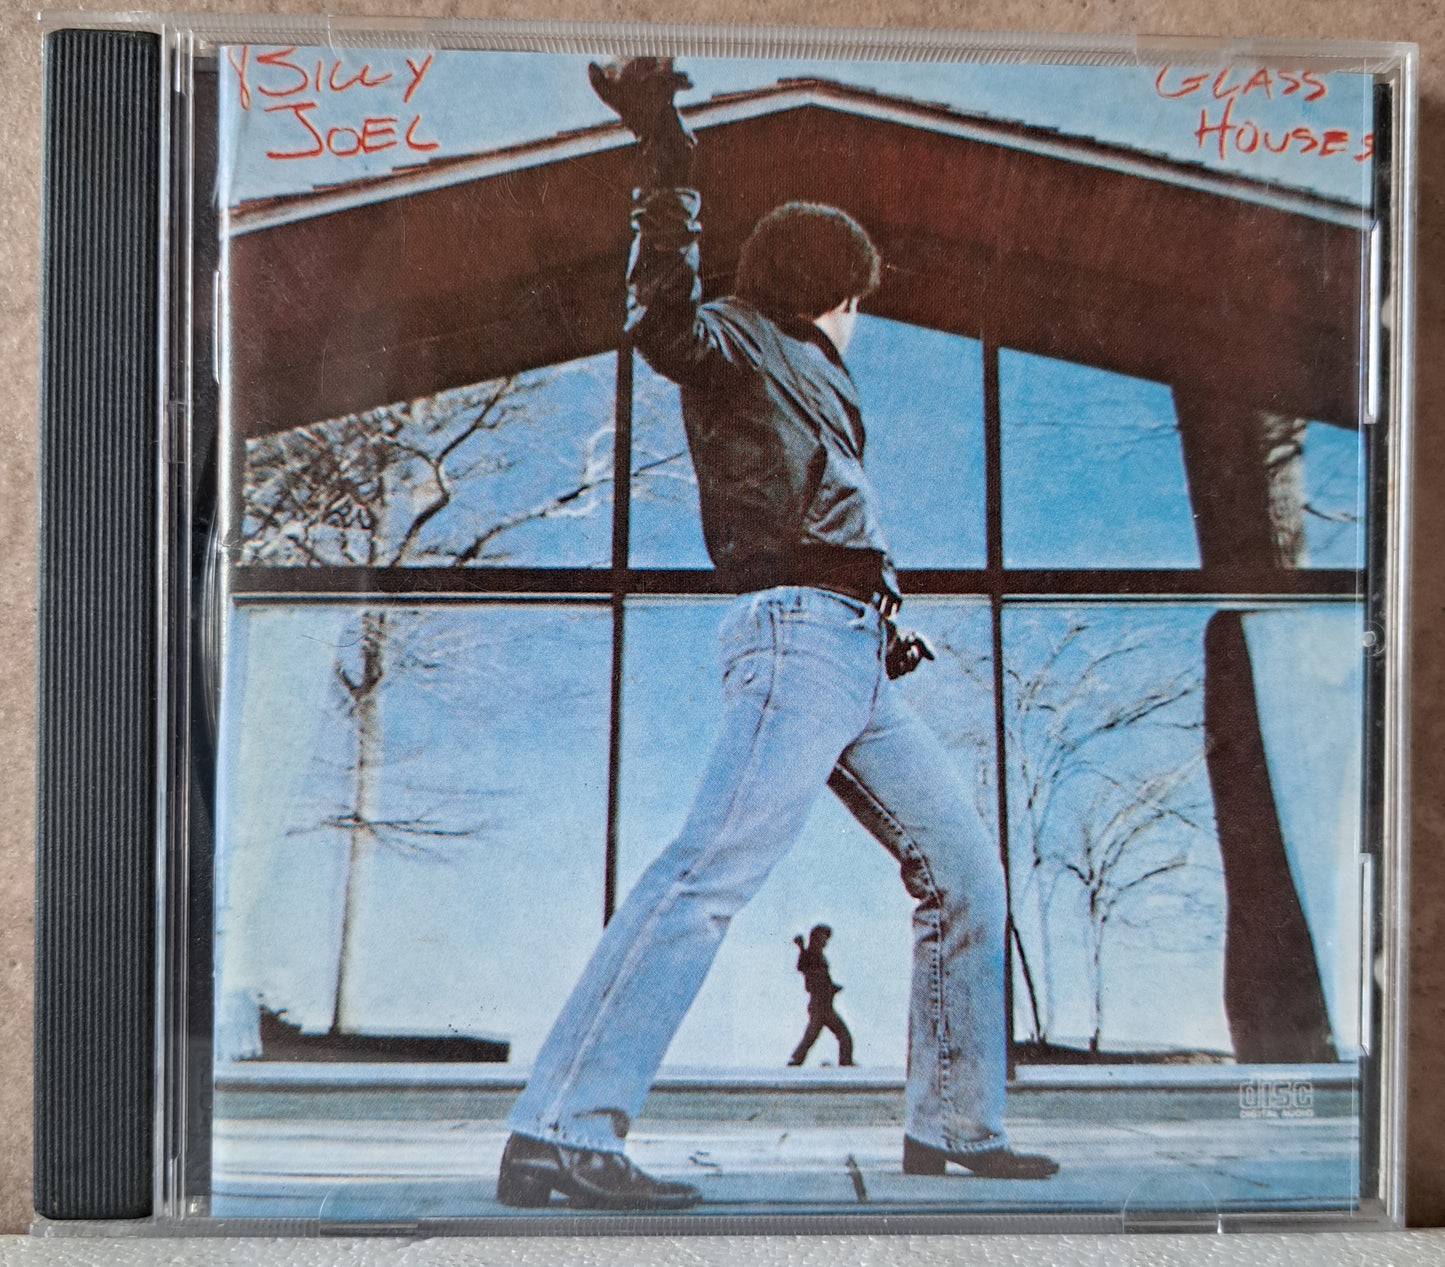 BILLY
JOEL
GLASS
HOUSES
disc
DIGITAL AUDIO